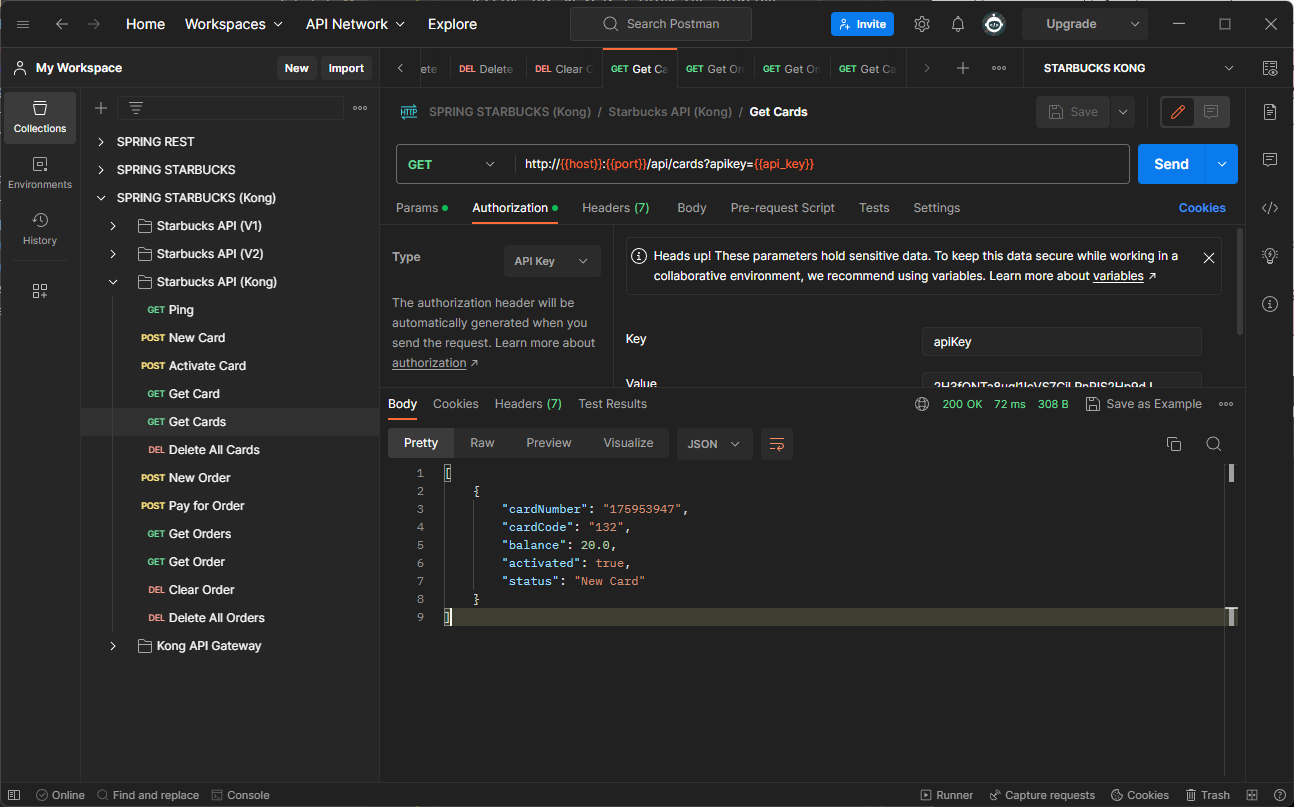 Home Workspaces API Network Explore Search Postman Invite Upgrade
My Workspace New Import
Delete Clear
DEL Delete DEL Clear GET Get GET Get GET Get GET Get STARBUCKS KONG
Collections
Environments
History
SPRING REST
SPRING STARBUCKS
SPRING STARBUCKS (Kong)
Starbucks API (V1)
Starbucks API (V2)
Starbucks API (Kong)
GET Ping
POST New Card
POST Activate Card
GET Get Card
GET Get Cards
DEL Delete All Cards
POST New Order
POST Pay for Order
GET Get Orders
GET Get Order
DEL Clear Order
DEL Delete All Orders
Kong API Gateway
HTTP SPRING STARBUCKS (Kong) / Starbucks API (Kong) / Get Cards Save
GET http://{{host}}:{{port}}/api/cards?apikey={{api_key}} Send
Params Authorization Headers (7) Body Pre-request Script Tests Settings Cookies
Type API Key
The authorization header will be
automatically generated when you
send the request. Learn more about
authorization ↗
Heads up! These parameters hold sensitive data. To keep this data secure while working in a
collaborative environment, we recommend using variables. Learn more about variables ↗
Key apiKey
Value
Body Cookies Headers (7) Test Results 200 OK 72 ms 308 B Save as Example
Pretty Raw Preview Visualize JSON
1 [
2 {
3 "cardNumber": "175953947",
4 "cardCode": "132",
5 "balance": 20.0,
6 "activated": true,
7 "status": "New Card"
8 }
9 ]
Online Find and replace Console Runner Capture requests Cookies Trash